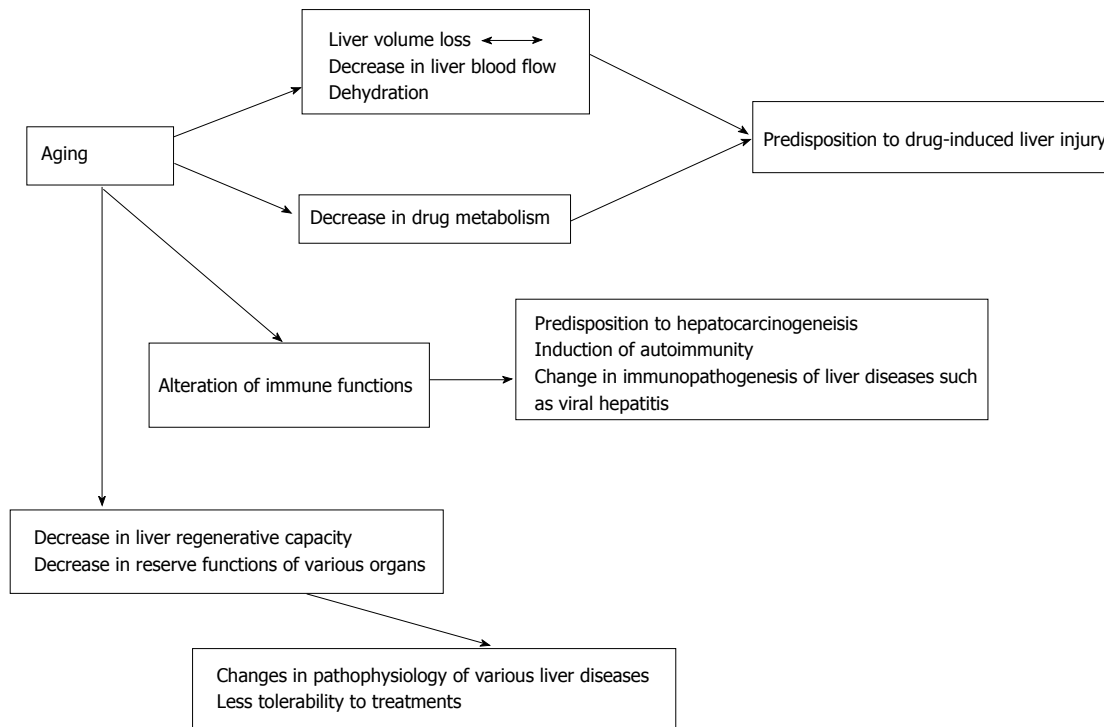 Liver volume loss
Decrease in liver blood flow
Dehydration
Aging
Predisposition to drug-induced liver injury
Decrease in drug metabolism
Predisposition to hepatocarcinogeneisis
Induction of autoimmunity
Change in immunopathogenesis of liver diseases such
as viral hepatitis
Alteration of immune functions
Decrease in liver regenerative capacity
Decrease in reserve functions of various organs
Changes in pathophysiology of various liver diseases
Less tolerability to treatments